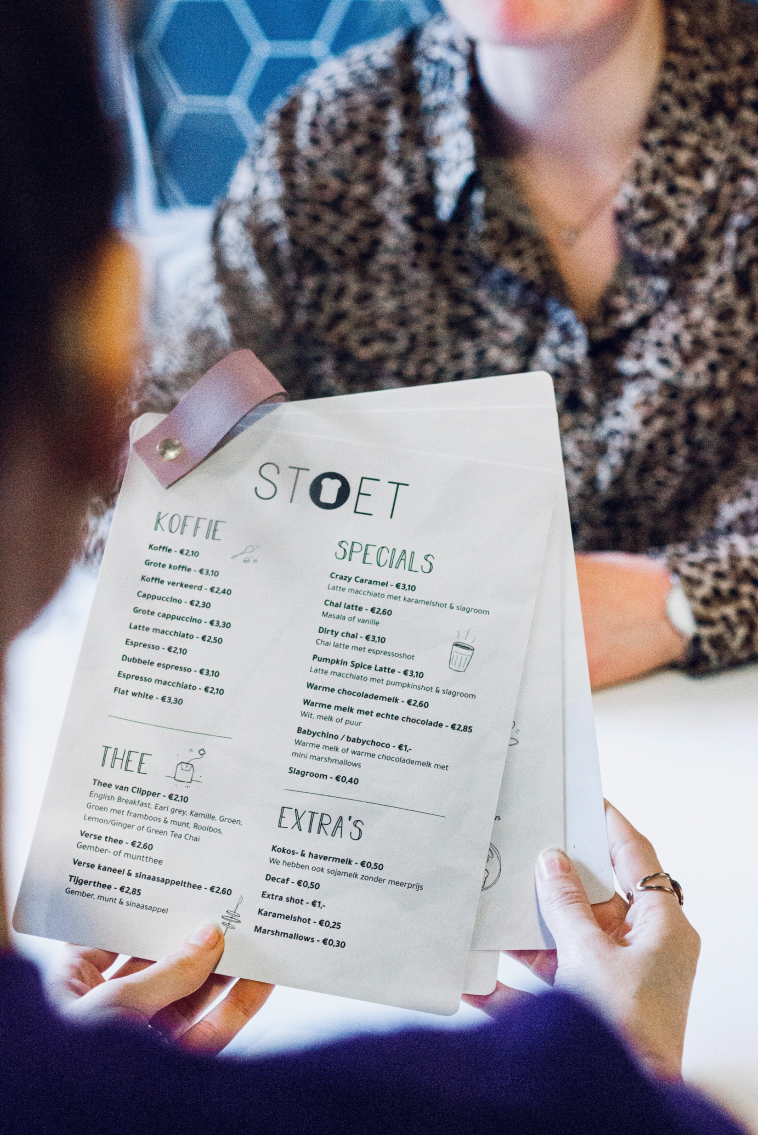 STOET
KOFFIE
Koffie - €2,10
Grote koffie - €3,10
Koffie verkeerd - €2,40
Cappuccino - €2,30
Grote cappuccino - €3,30
Latte macchiato - €2,50
Espresso - €2,10
Dubbele espresso - €3,10
Espresso macchiato - €2,10
Flat white - €3,30
THEE
Thee van Clipper - €2,10
English Breakfast, Earl grey, Kamille, Groen,
Groen met framboos & munt, Rooibos,
Lemon/Ginger of Green Tea Chai
Verse thee - €2,60
Gember- of muntthee
Verse kaneel & sinaasappelthee - €2,60
Tijgerthee - €2,85
Gember, munt & sinaasappel
SPECIALS
Crazy Caramel - €3,10
Latte macchiato met karamelshot & slagroom
Chai latte - €2,60
Masala of vanille
Dirty chai - €3,10
Chai latte met espressoshot
Pumpkin Spice Latte - €3,10
Latte macchiato met pumpkinshot & slagroom
Warme chocolademelk - €2,60
Warme melk met echte chocolade - €2,85
Wit, melk of puur
Babychino / babychoco - €1,-
Warme melk of warme chocolademelk met
mini marshmallows
Slagroom - €0,40
EXTRA'S
Kokos- & havermelk - €0,50
We hebben ook sojamelk zonder meerprijs
Decaf - €0,50
Extra shot - €1,-
Karamelshot - €0,25
Marshmallows - €0,30